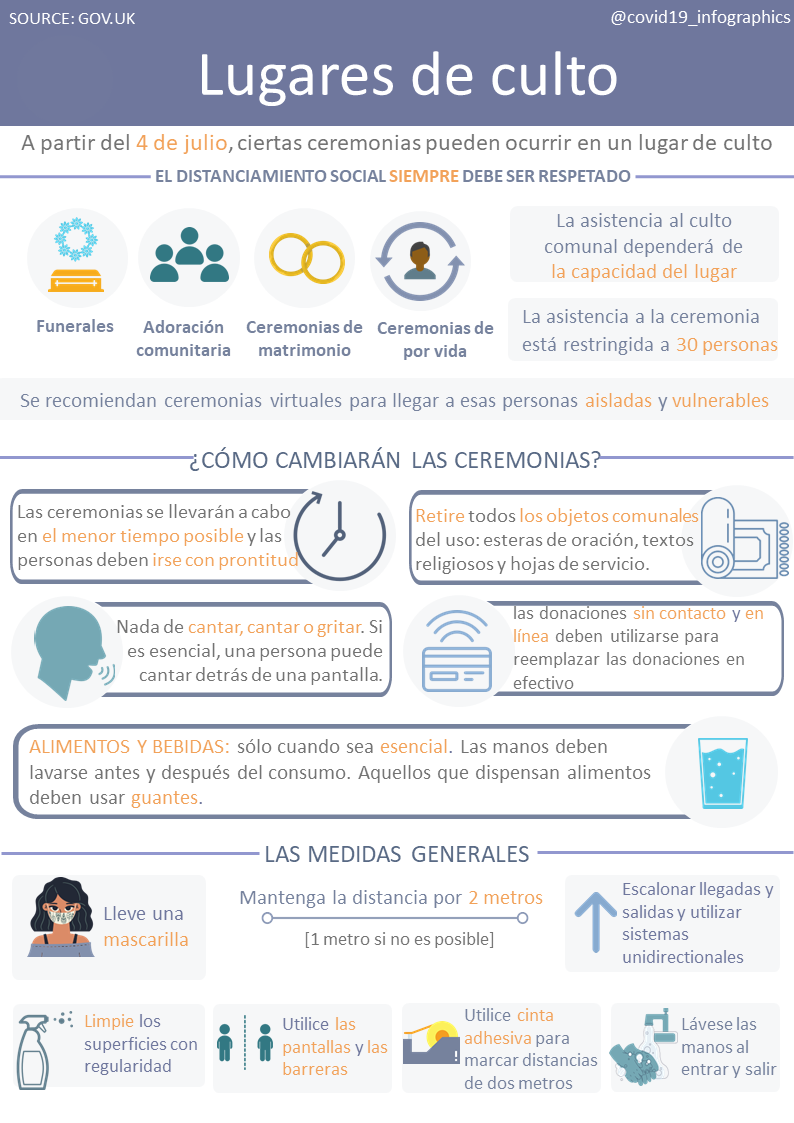 SOURCE: GOV.UK
@covid19_infographics
Lugares de culto
A partir del 4 de julio, ciertas ceremonias pueden ocurrir en un lugar de culto
EL DISTANCIAMIENTO SOCIAL SIEMPRE DEBE SER RESPETADO
Funerales
Adoración
comunitaria
Ceremonias de
matrimonio
Ceremonias de
por vida
La asistencia al culto
comunal dependerá de
la capacidad del lugar
La asistencia a la ceremonia
está restringida a 30 personas
Se recomiendan ceremonias virtuales para llegar a esas personas aisladas y vulnerables
¿CÓMO CAMBIARÁN LAS CEREMONIAS?
Las ceremonias se llevarán a cabo
en el menor tiempo posible y las
personas deben irse con prontitud
Retire todos los objetos comunales
del uso: esteras de oración, textos
religiosos y hojas de servicio.
Nada de cantar, cantar o gritar. Si
es esencial, una persona puede
cantar detrás de una pantalla.
las donaciones sin contacto y en
línea deben utilizarse para
reemplazar las donaciones en
efectivo
ALIMENTOS Y BEBIDAS: sólo cuando sea esencial. Las manos deben
lavarse antes y después del consumo. Aquellos que dispensan alimentos
deben usar guantes.
LAS MEDIDAS GENERALES
Lleve una
mascarilla
Mantenga la distancia por 2 metros
[1 metro si no es posible]
Escalonar llegadas y
salidas y utilizar
sistemas
unidirectionales
Limpie los
superficies con
regularidad
Utilice las
pantallas y las
barreras
Utilice cinta
adhesiva para
marcar distancias
de dos metros
Lávese las
manos al
entrar y salir